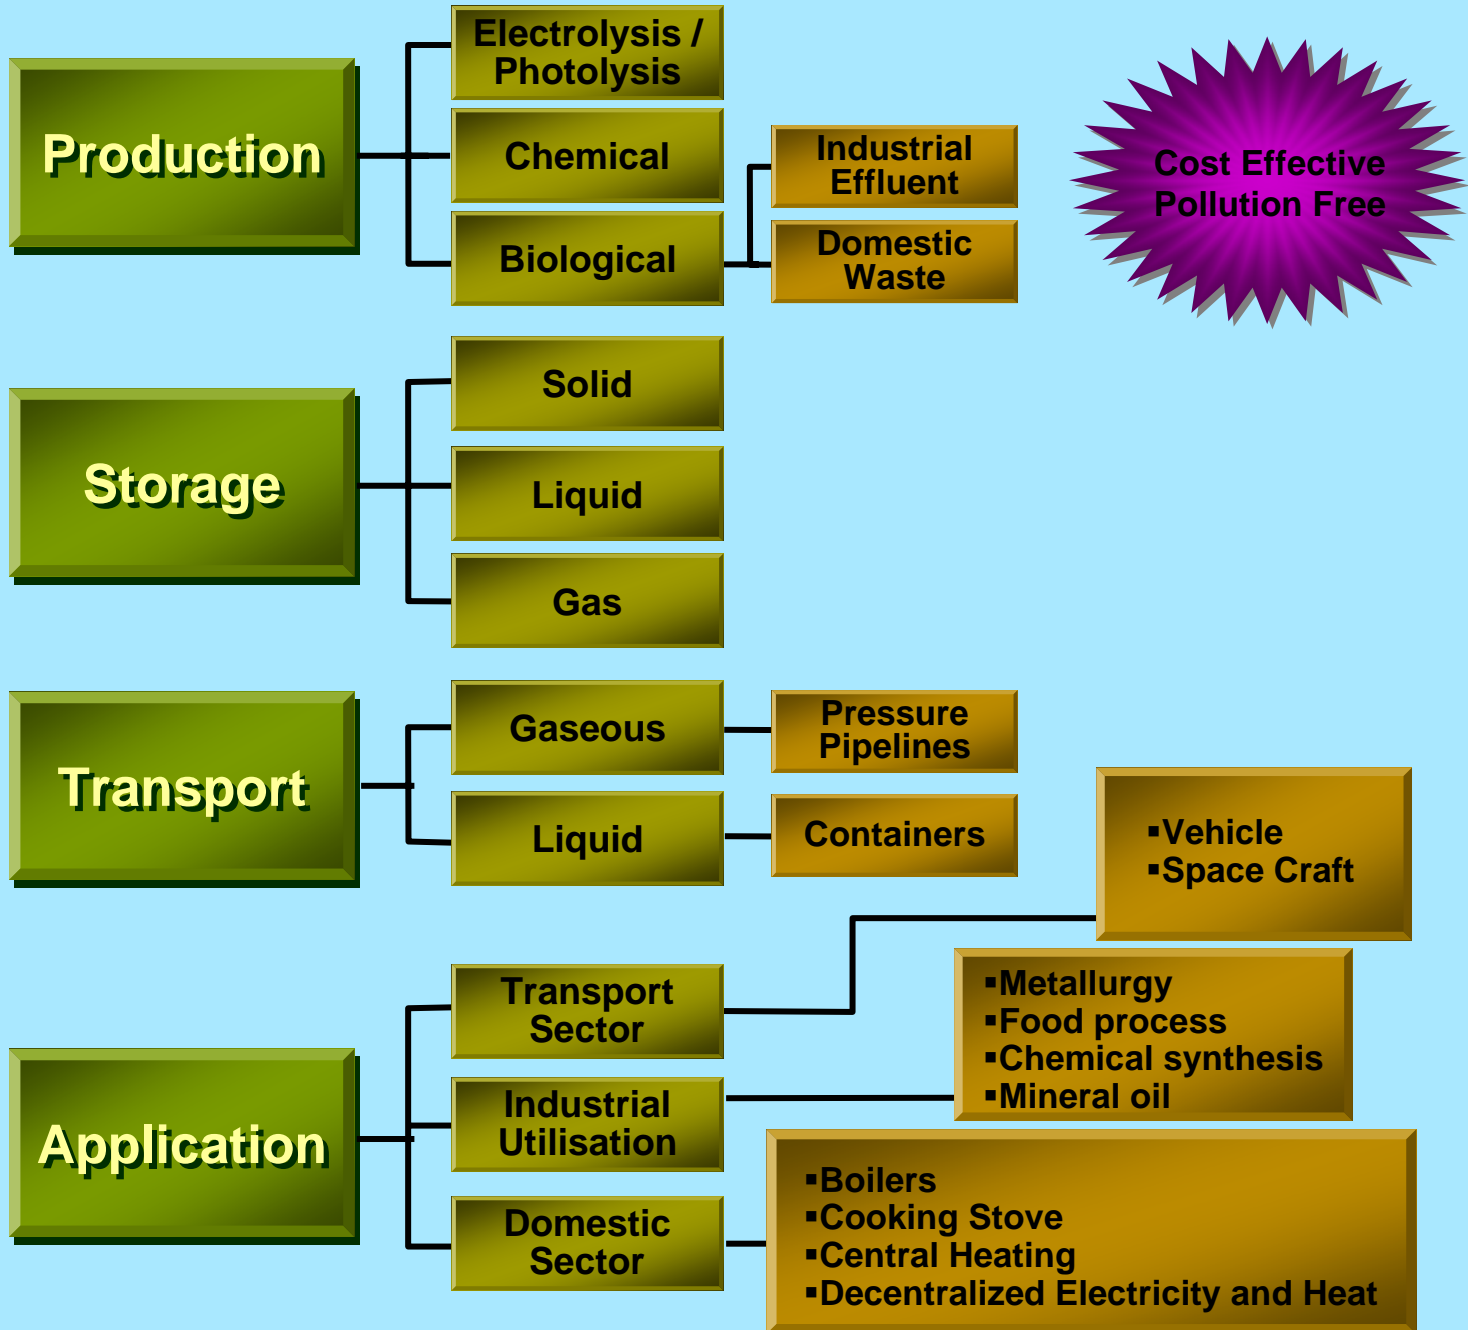 Production
Electrolysis /
Photolysis
Chemical
Biological
Industrial
Effluent
Domestic
Waste
Cost Effective
Pollution Free
Storage
Solid
Liquid
Gas
Transport
Gaseous
Liquid
Pressure
Pipelines
Containers
Application
Transport
Sector
▪Vehicle
▪Space Craft
Industrial
Utilisation
▪Metallurgy
▪Food process
▪Chemical synthesis
▪Mineral oil
Domestic
Sector
▪Boilers
▪Cooking Stove
▪Central Heating
▪Decentralized Electricity and Heat